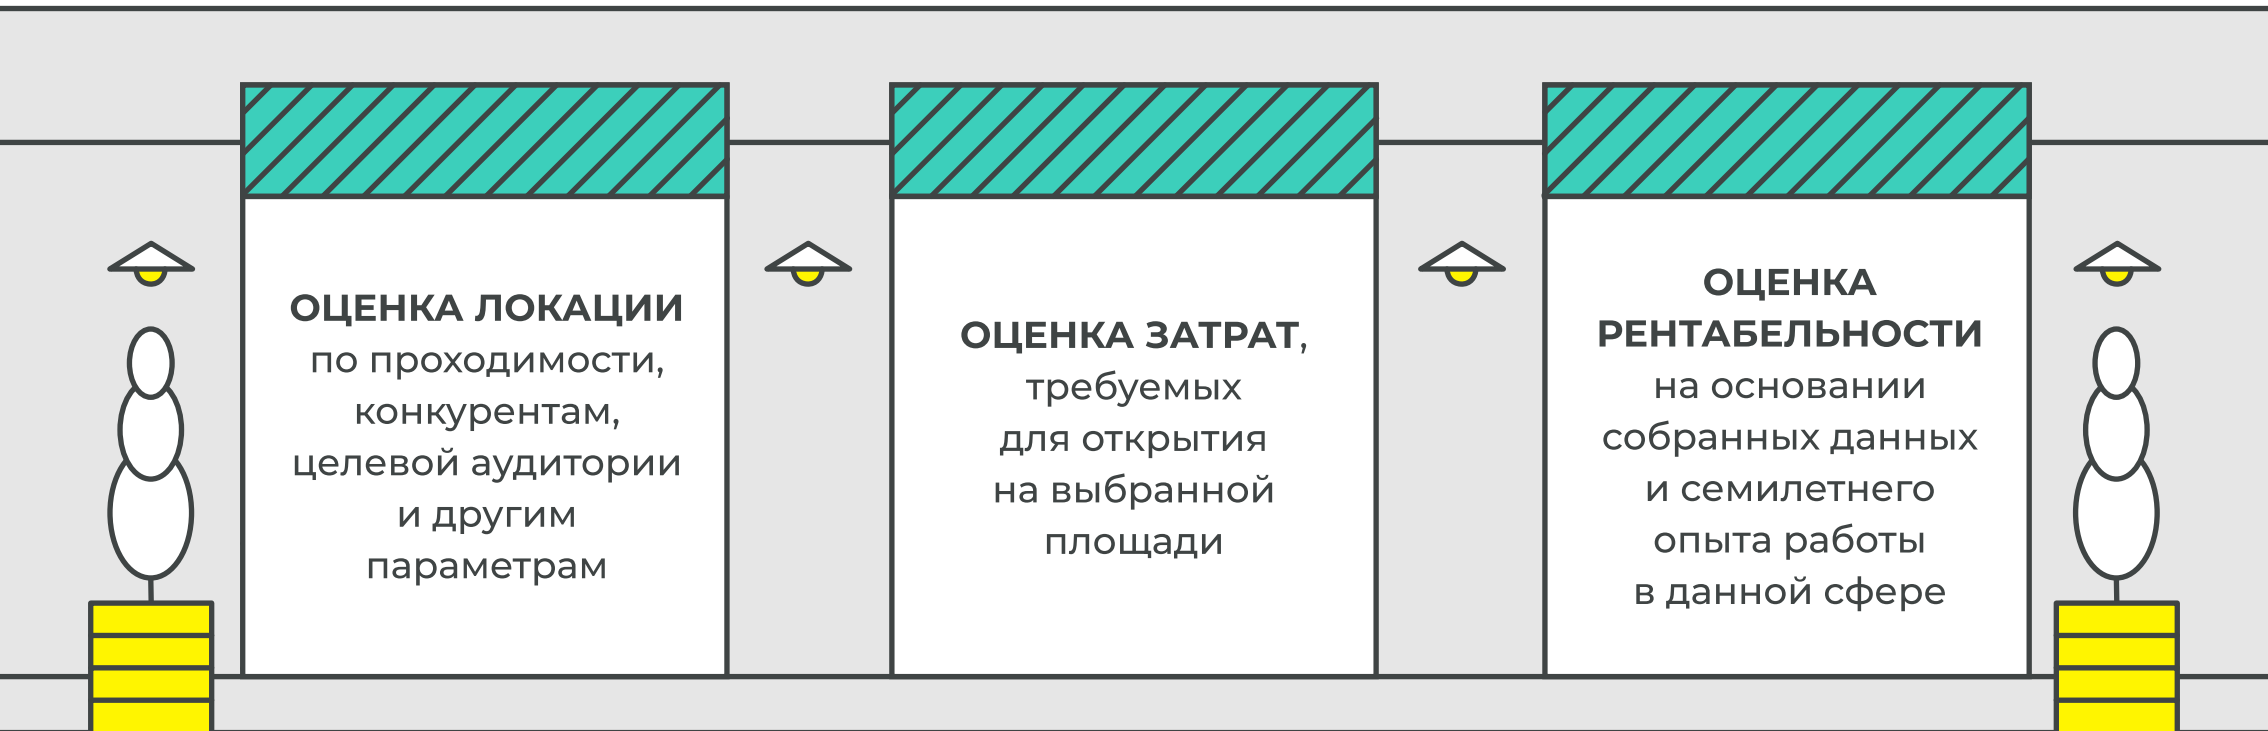 ОЦЕНКА ЛОКАЦИИ
по проходимости,
конкурентам,
целевой аудитории
и другим
параметрам
ОЦЕНКА ЗАТРАТ,
требуемых
для открытия
на выбранной
площади
ОЦЕНКА
РЕНТАБЕЛЬНОСТИ
на основании
собранных данных
и семилетнего
опыта работы
в данной сфере